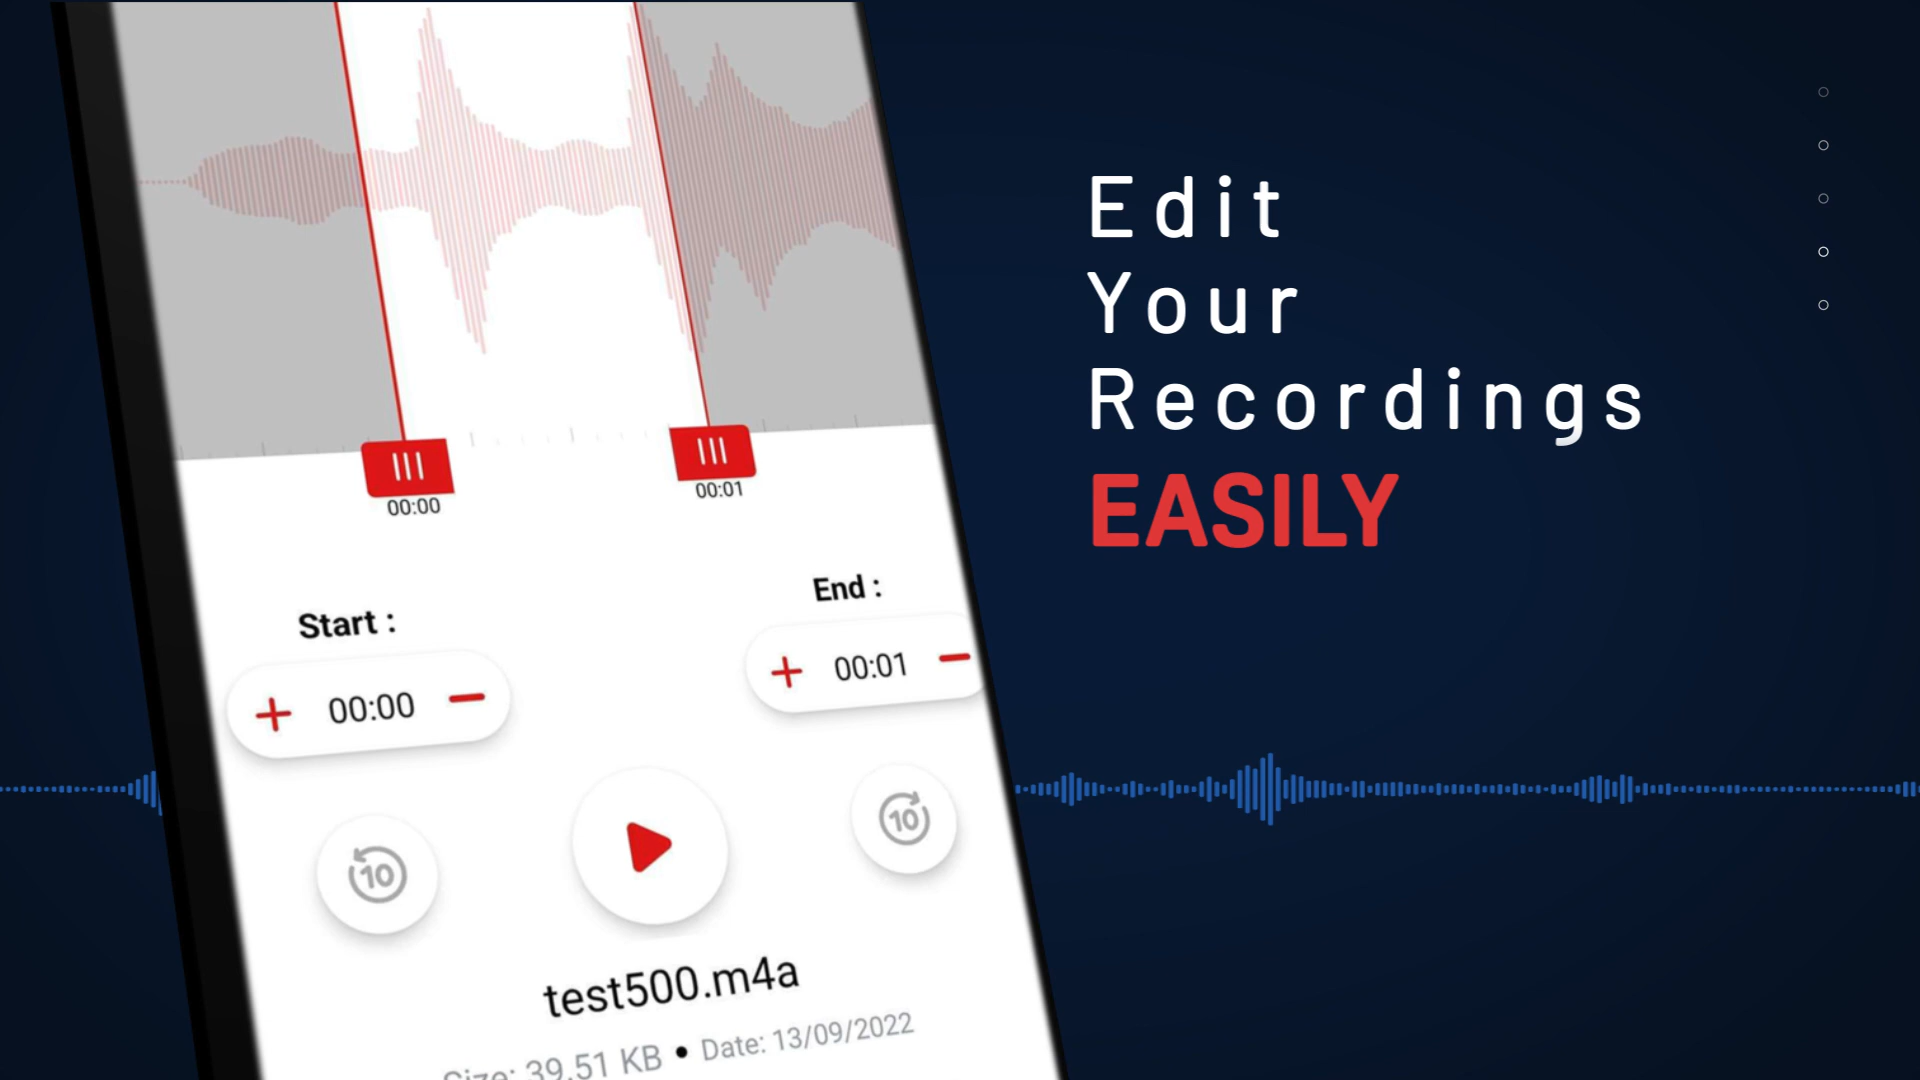 Edit
Your
Recordings
EASILY
00:00
00:01
Start :
End :
00:00
00:01
10
10
test500.m4a
Size: 39.51 KB • Date: 13/09/2022